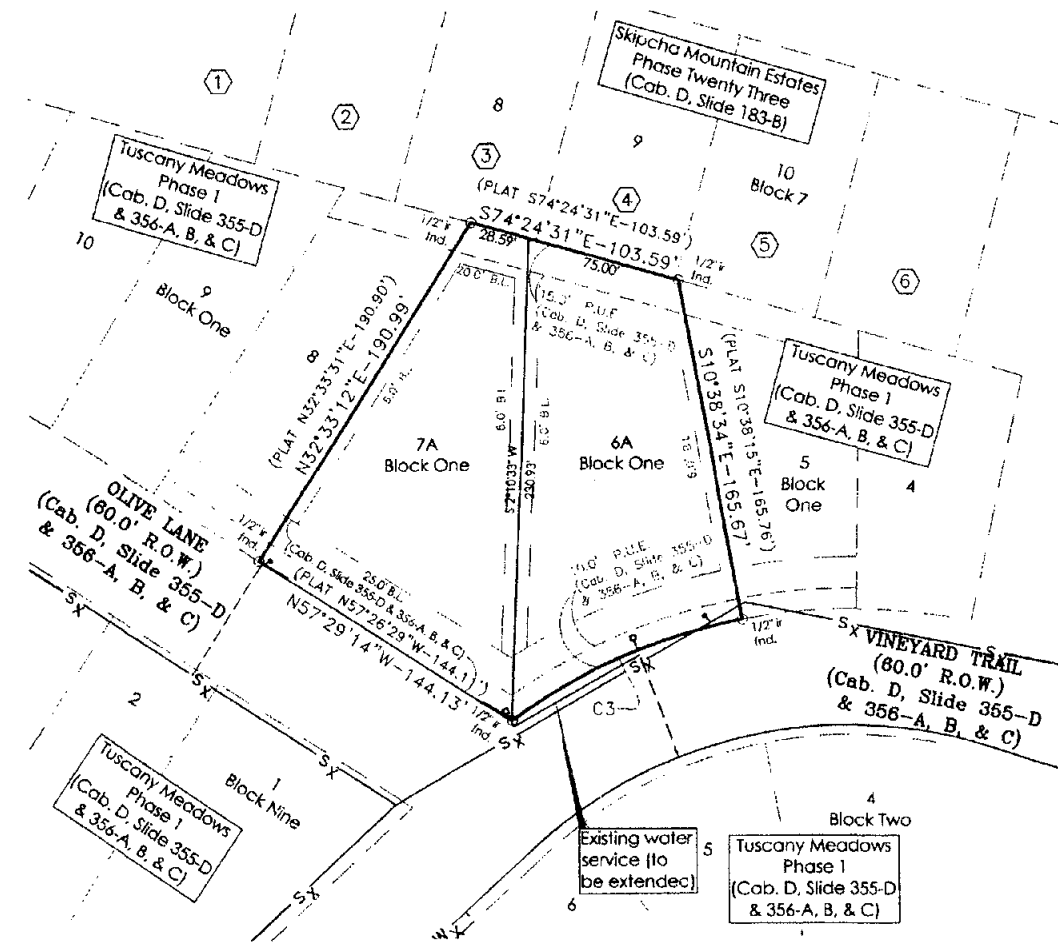 Skipcha Mountain Estates
Phase Twenty Three
(Cab. D, Slide 183-B)
1
2
8
3
9
4
10
Block 7
5
6
Tuscany Meadows
Phase 1
(Cab. D, Slide 355-D
& 356-A, B, & C)
10
9
Block One
8
(PLAT S74°24'31"E-103.59')
S74°24'31"E-103.59'
28.59'
75.00'
1/2" ir
fnd.
1/2" ir
fnd.
20.0' B.L.
15.0' P.U.E.
(Cab. D, Slide 355-D
& 356-A, B, & C)
(PLAT N32°33'31"E-190.90')
N32°33'12"E-190.99'
5.0' B.L.
6.0' B.L.
6.0' B.L.
S 2°10'33" W
230.93'
7A
Block One
6A
Block One
(PLAT S10°38'15"E-165.76')
S10°38'34"E-165.67'
Tuscany Meadows
Phase 1
(Cab. D, Slide 355-D
& 356-A, B, & C)
5
Block
One
4
OLIVE LANE
(60.0' R.O.W.)
(Cab. D, Slide 355-D
& 356-A, B, & C)
1/2" ir
fnd.
25.0' B.L.
(Cab. D, Slide 355-D & 356-A, B, & C)
(PLAT N57°26'29"W-144.11')
N57°29'14"W-144.13'
P.U.E.
(Cab. D, Slide 355-D
& 356-A, B, & C)
1/2" ir
fnd.
1/2" ir
fnd.
C3
VINEYARD TRAIL
(60.0' R.O.W.)
(Cab. D, Slide 355-D
& 356-A, B, & C)
2
1
Block Nine
Tuscany Meadows
Phase 1
(Cab. D, Slide 355-D
& 356-A, B, & C)
Existing water
service (to
be extended)
5
6
4
Block Two
Tuscany Meadows
Phase 1
(Cab. D, Slide 355-D
& 356-A, B, & C)